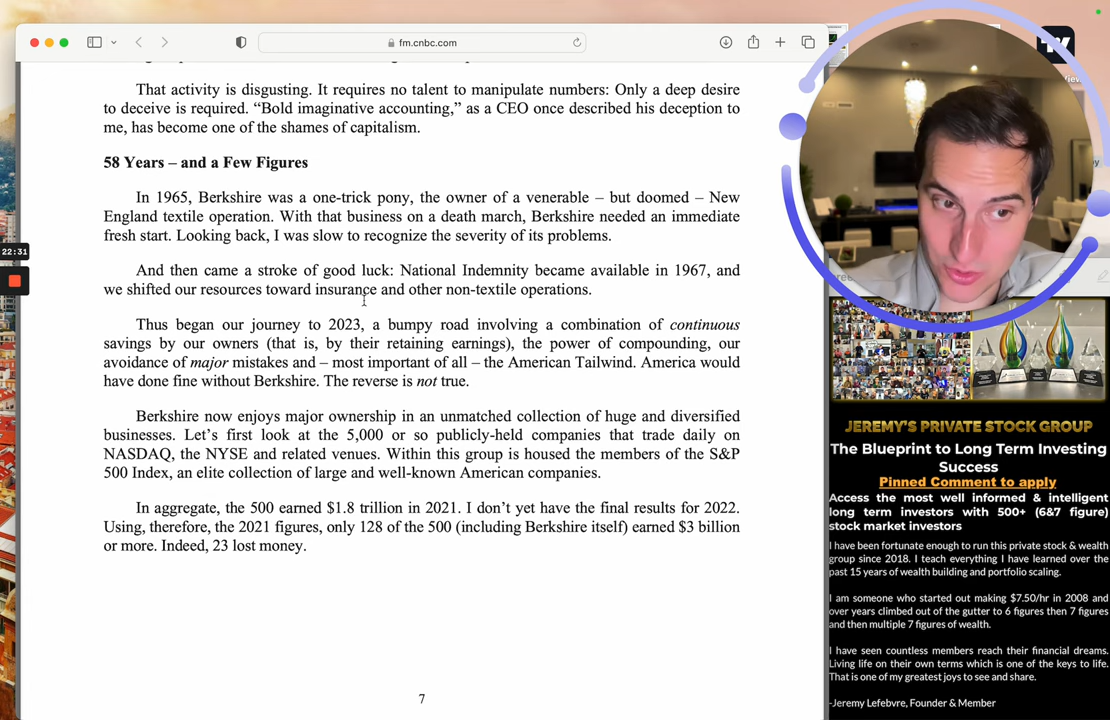 fm.cnbc.com
That activity is disgusting. It requires no talent to manipulate numbers: Only a deep desire
to deceive is required. “Bold imaginative accounting,” as a CEO once described his deception to
me, has become one of the shames of capitalism.
58 Years – and a Few Figures
In 1965, Berkshire was a one-trick pony, the owner of a venerable – but doomed – New
England textile operation. With that business on a death march, Berkshire needed an immediate
fresh start. Looking back, I was slow to recognize the severity of its problems.
And then came a stroke of good luck: National Indemnity became available in 1967, and
we shifted our resources toward insurance and other non-textile operations.
Thus began our journey to 2023, a bumpy road involving a combination of continuous
savings by our owners (that is, by their retaining earnings), the power of compounding, our
avoidance of major mistakes and – most important of all – the American Tailwind. America would
have done fine without Berkshire. The reverse is not true.
Berkshire now enjoys major ownership in an unmatched collection of huge and diversified
businesses. Let’s first look at the 5,000 or so publicly-held companies that trade daily on
NASDAQ, the NYSE and related venues. Within this group is housed the members of the S&P
500 Index, an elite collection of large and well-known American companies.
In aggregate, the 500 earned $1.8 trillion in 2021. I don’t yet have the final results for 2022.
Using, therefore, the 2021 figures, only 128 of the 500 (including Berkshire itself) earned $3 billion
or more. Indeed, 23 lost money.
7
22:31
JEREMY'S PRIVATE STOCK GROUP
The Blueprint to Long Term Investing
Success
Pinned Comment to apply
Access the most well informed & intelligent
long term investors with 500+ (6&7 figure)
stock market investors
I have been fortunate enough to run this private stock & wealth
group since 2018. I teach everything I have learned over the
past 15 years of wealth building and portfolio scaling.
I am someone who started out making $7.50/hr in 2008 and
over years climbed out of the gutter to 6 figures then 7 figures
and then multiple 7 figures of wealth.
I have seen countless members reach their financial dreams.
Living life on their own terms which is one of the keys to life.
That is one of my greatest joys to see and share.
-Jeremy Lefebvre, Founder & Member